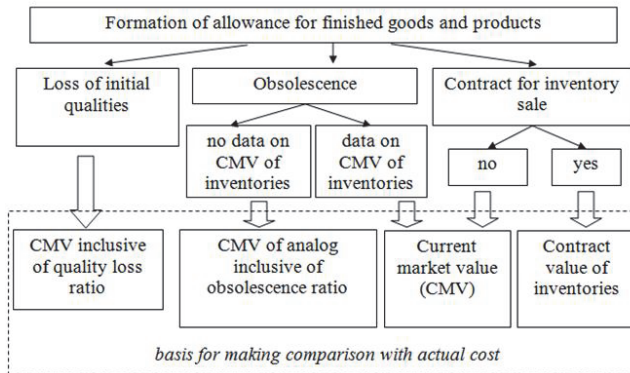 Formation of allowance for finished goods and products
Loss of initial
qualities
Obsolescence
Contract for inventory
sale
no data on
CMV of
inventories
data on
CMV of
inventories
no
yes
CMV inclusive
of quality loss
ratio
CMV of analog
inclusive of
obsolescence ratio
Current
market value
(CMV)
Contract
value of
inventories
basis for making comparison with actual cost